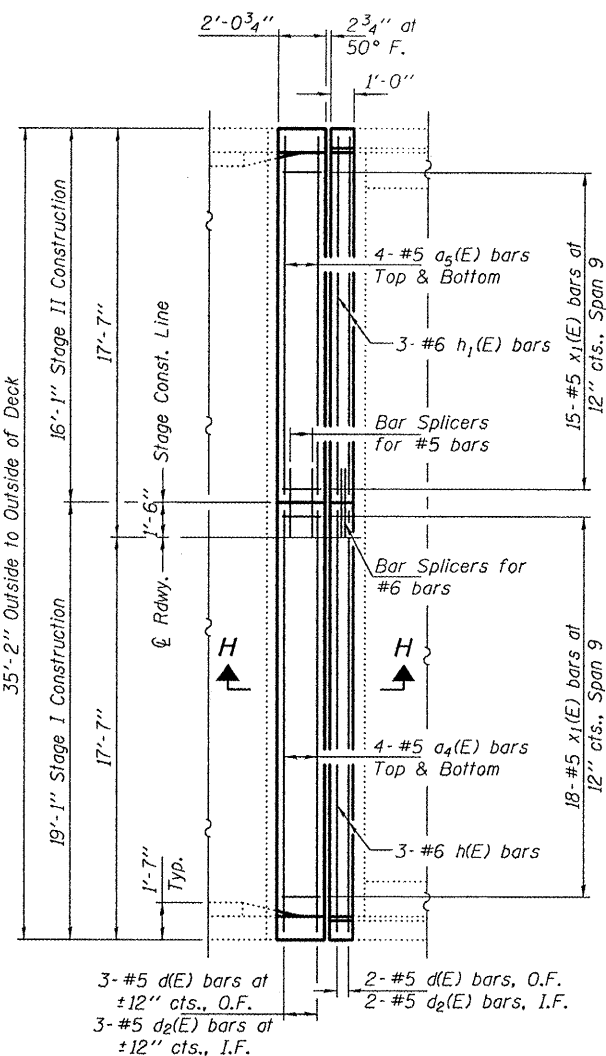 2'-0¾"
2¾" at
50° F.
1'-0"
35'-2" Outside to Outside of Deck
16'-1" Stage II Construction
19'-1" Stage I Construction
17'-7"
17'-7"
Stage Const. Line
1'-6"
℄ Rdwy.
1'-7"
Typ.
4- #5 a5(E) bars
Top & Bottom
3- #6 h1(E) bars
Bar Splicers
for #5 bars
Bar Splicers for
#6 bars
H
H
4- #5 a4(E) bars
Top & Bottom
3- #6 h(E) bars
15- #5 x1(E) bars at
12" cts., Span 9
18- #5 x1(E) bars at
12" cts., Span 9
3- #5 d(E) bars at
±12" cts., O.F.
3- #5 d2(E) bars at
±12" cts., I.F.
2- #5 d(E) bars, O.F.
2- #5 d2(E) bars, I.F.